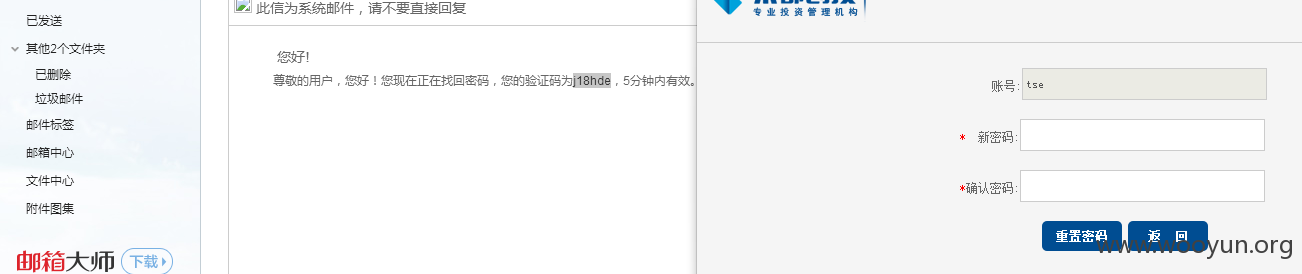 已发送
其他2个文件夹
已删除
垃圾邮件
邮件标签
邮箱中心
文件中心
附件图集
邮箱大师 下载
此信为系统邮件，请不要直接回复
您好!
尊敬的用户，您好！您现在正在找回密码，您的验证码为j18hde，5分钟内有效。
专业投资管理机构
账号: tse
* 新密码:
*确认密码:
重置密码 返 回
www.wooyun.org